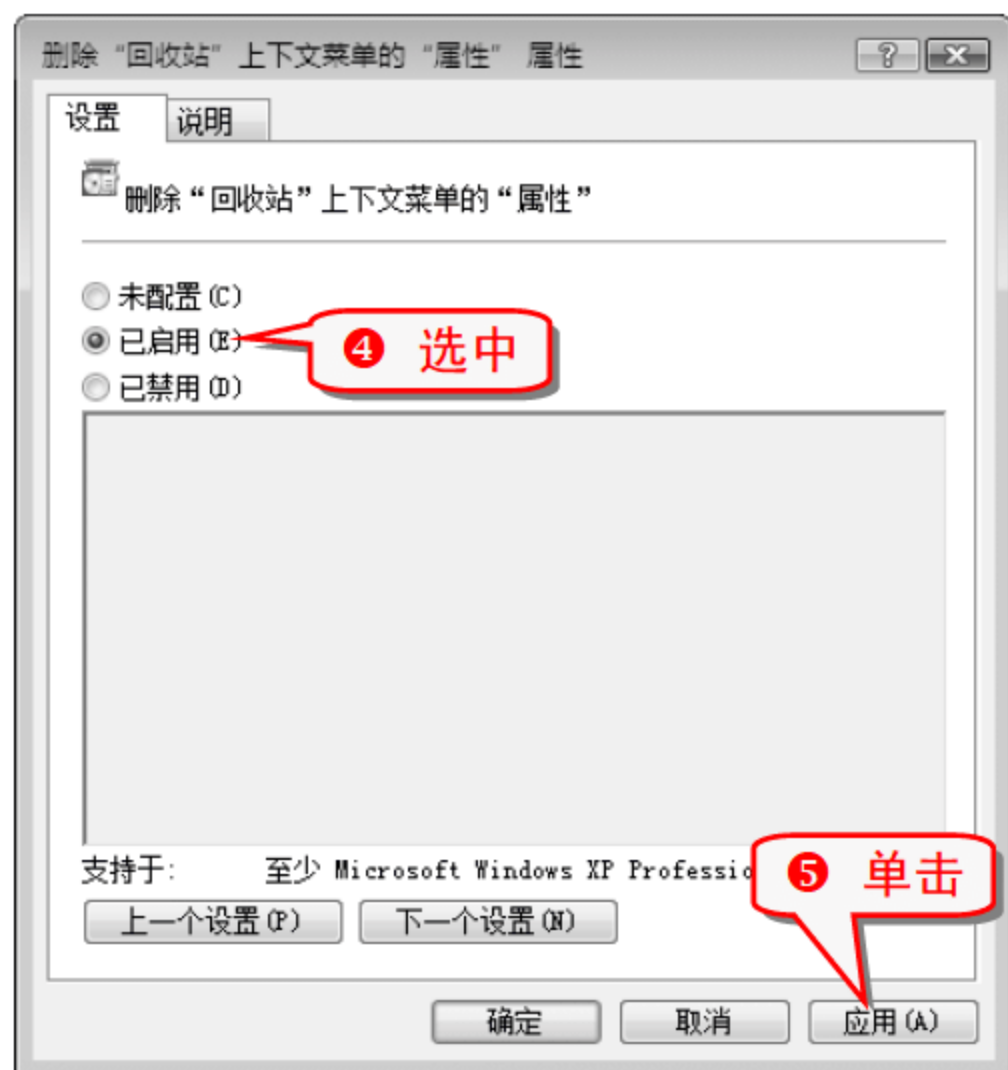 删除“回收站”上下文菜单的“属性” 属性
设置
说明
删除“回收站”上下文菜单的“属性”
未配置(C)
已启用(E)
❹ 选中
已禁用(D)
支持于: 至少 Microsoft Windows XP
❺ 单击
上一个设置(P)
下一个设置(N)
确定
取消
应用(A)